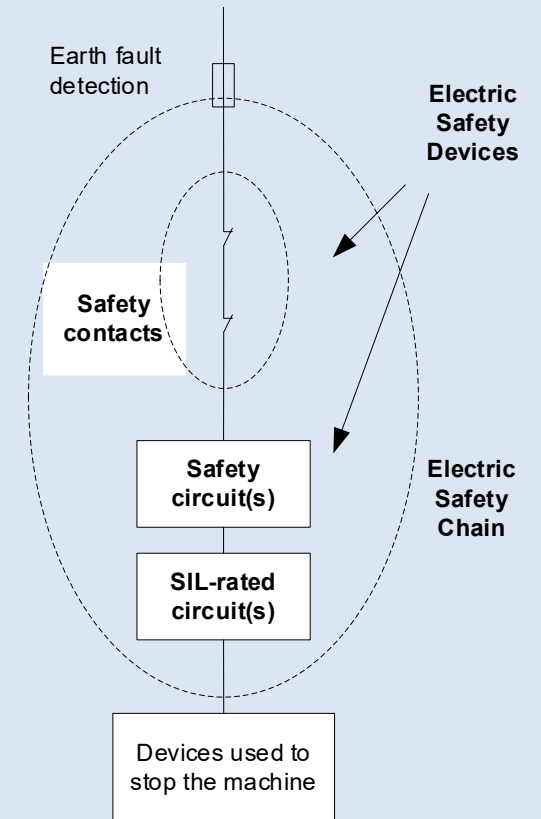 Earth fault
detection
Electric
Safety
Devices
Safety
contacts
Safety
circuit(s)
Electric
Safety
Chain
SIL-rated
circuit(s)
Devices used to
stop the machine